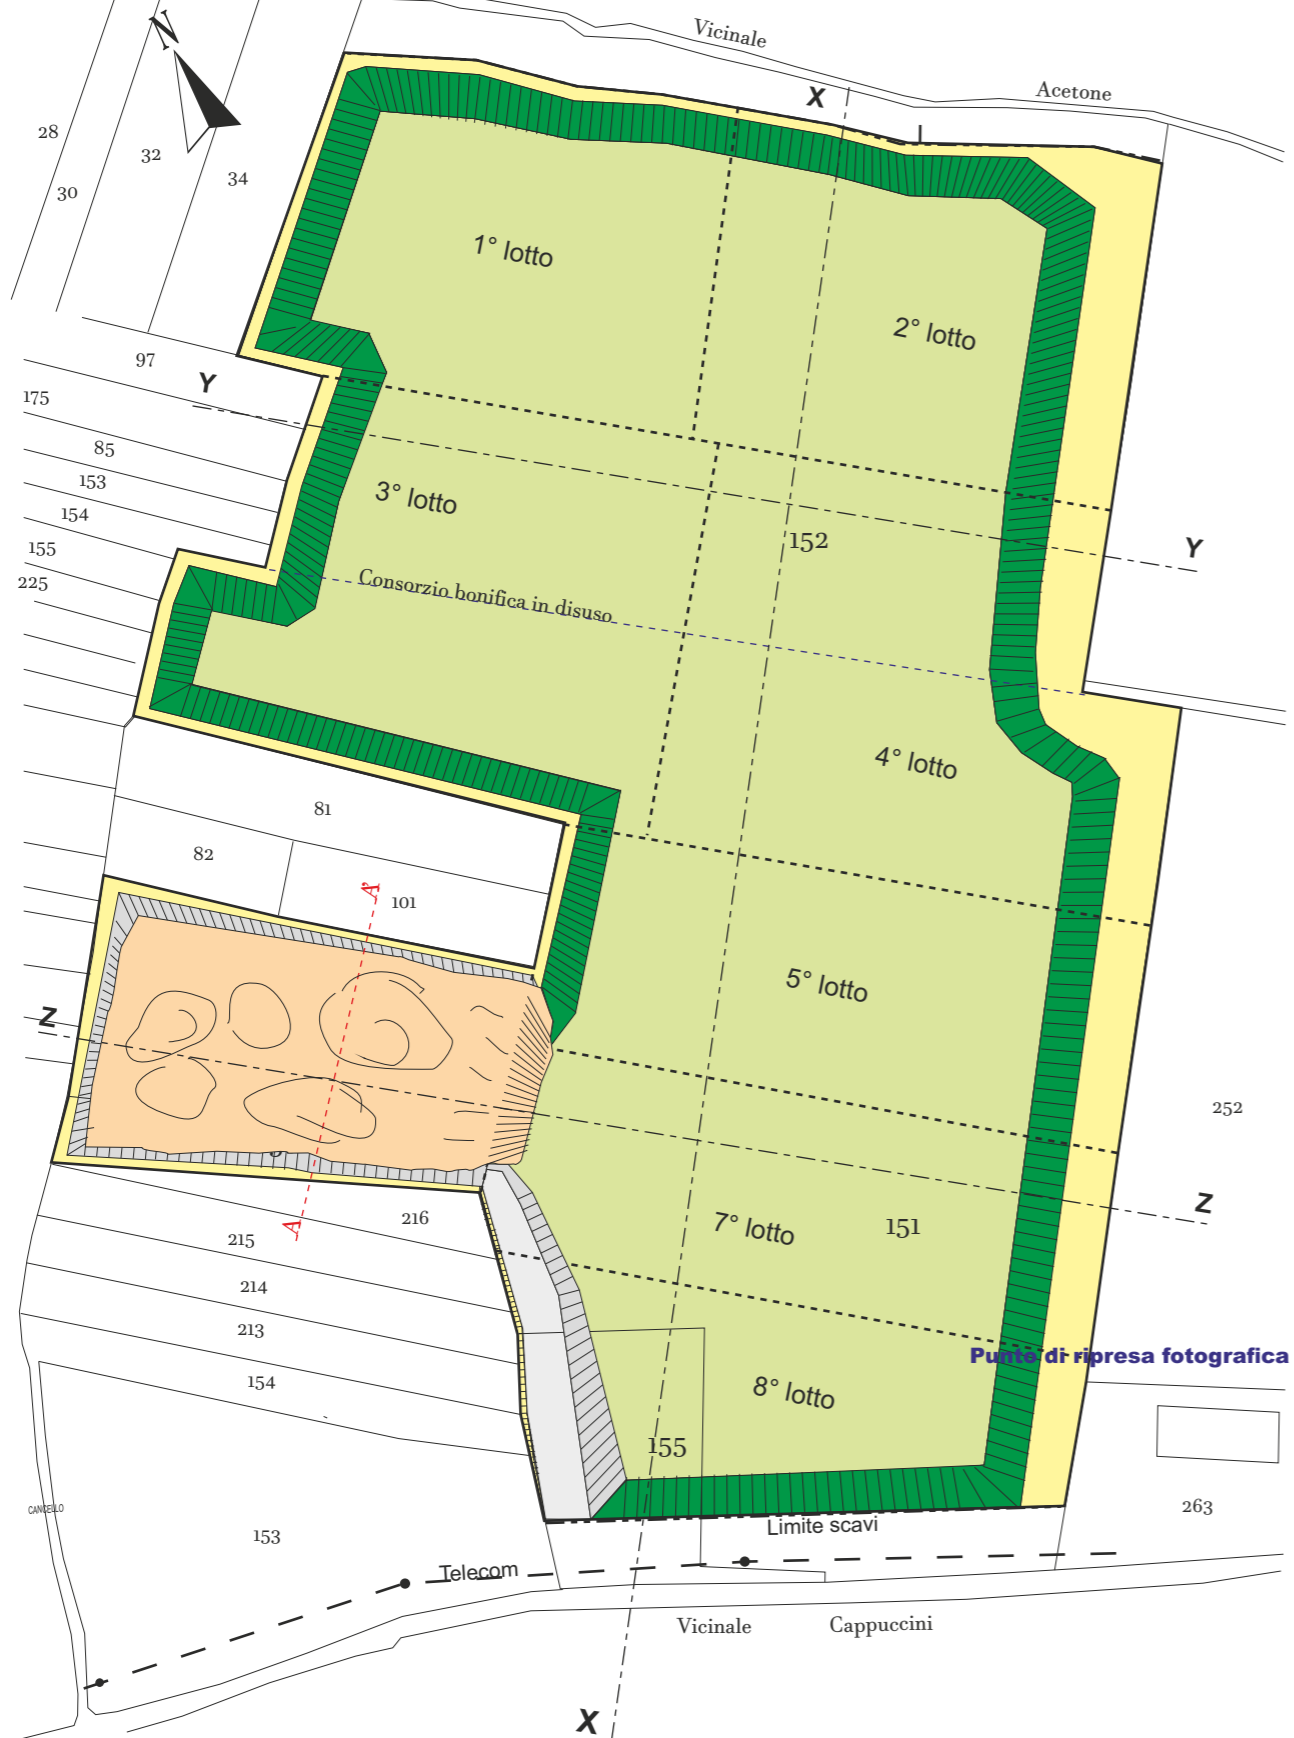 N
Vicinale
Acetone
X
28
32
34
30
1° lotto
2° lotto
97
Y
175
85
153
154
155
225
3° lotto
152
Y
Consorzio bonifica in disuso
4° lotto
81
82
A'
101
5° lotto
Z
252
Z
216
A
215
7° lotto
151
214
213
Punto di ripresa fotografica
154
8° lotto
155
CANCELLO
263
153
Limite scavi
Telecom
Vicinale
Cappuccini
X